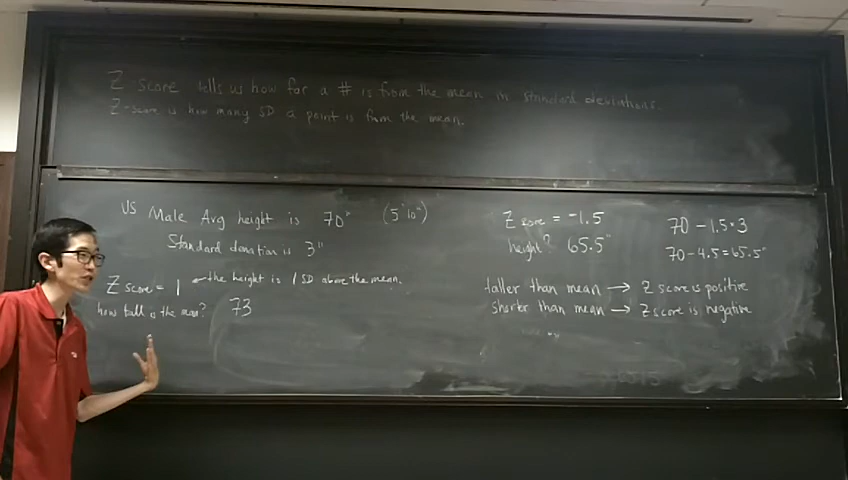 Z score tells us how far a # is from the mean in standard deviations.
Z-score is how many SD a point is from the mean.
US Male Avg height is 70" (5'10")
Standard deviation is 3"
Z score = 1 ← the height is 1 SD above the mean.
how tall is the man? 73
Z score = -1.5
height? 65.5"
70 - 1.5*3
70 - 4.5 = 65.5"
taller than mean → Z score is positive
shorter than mean → Z score is negative